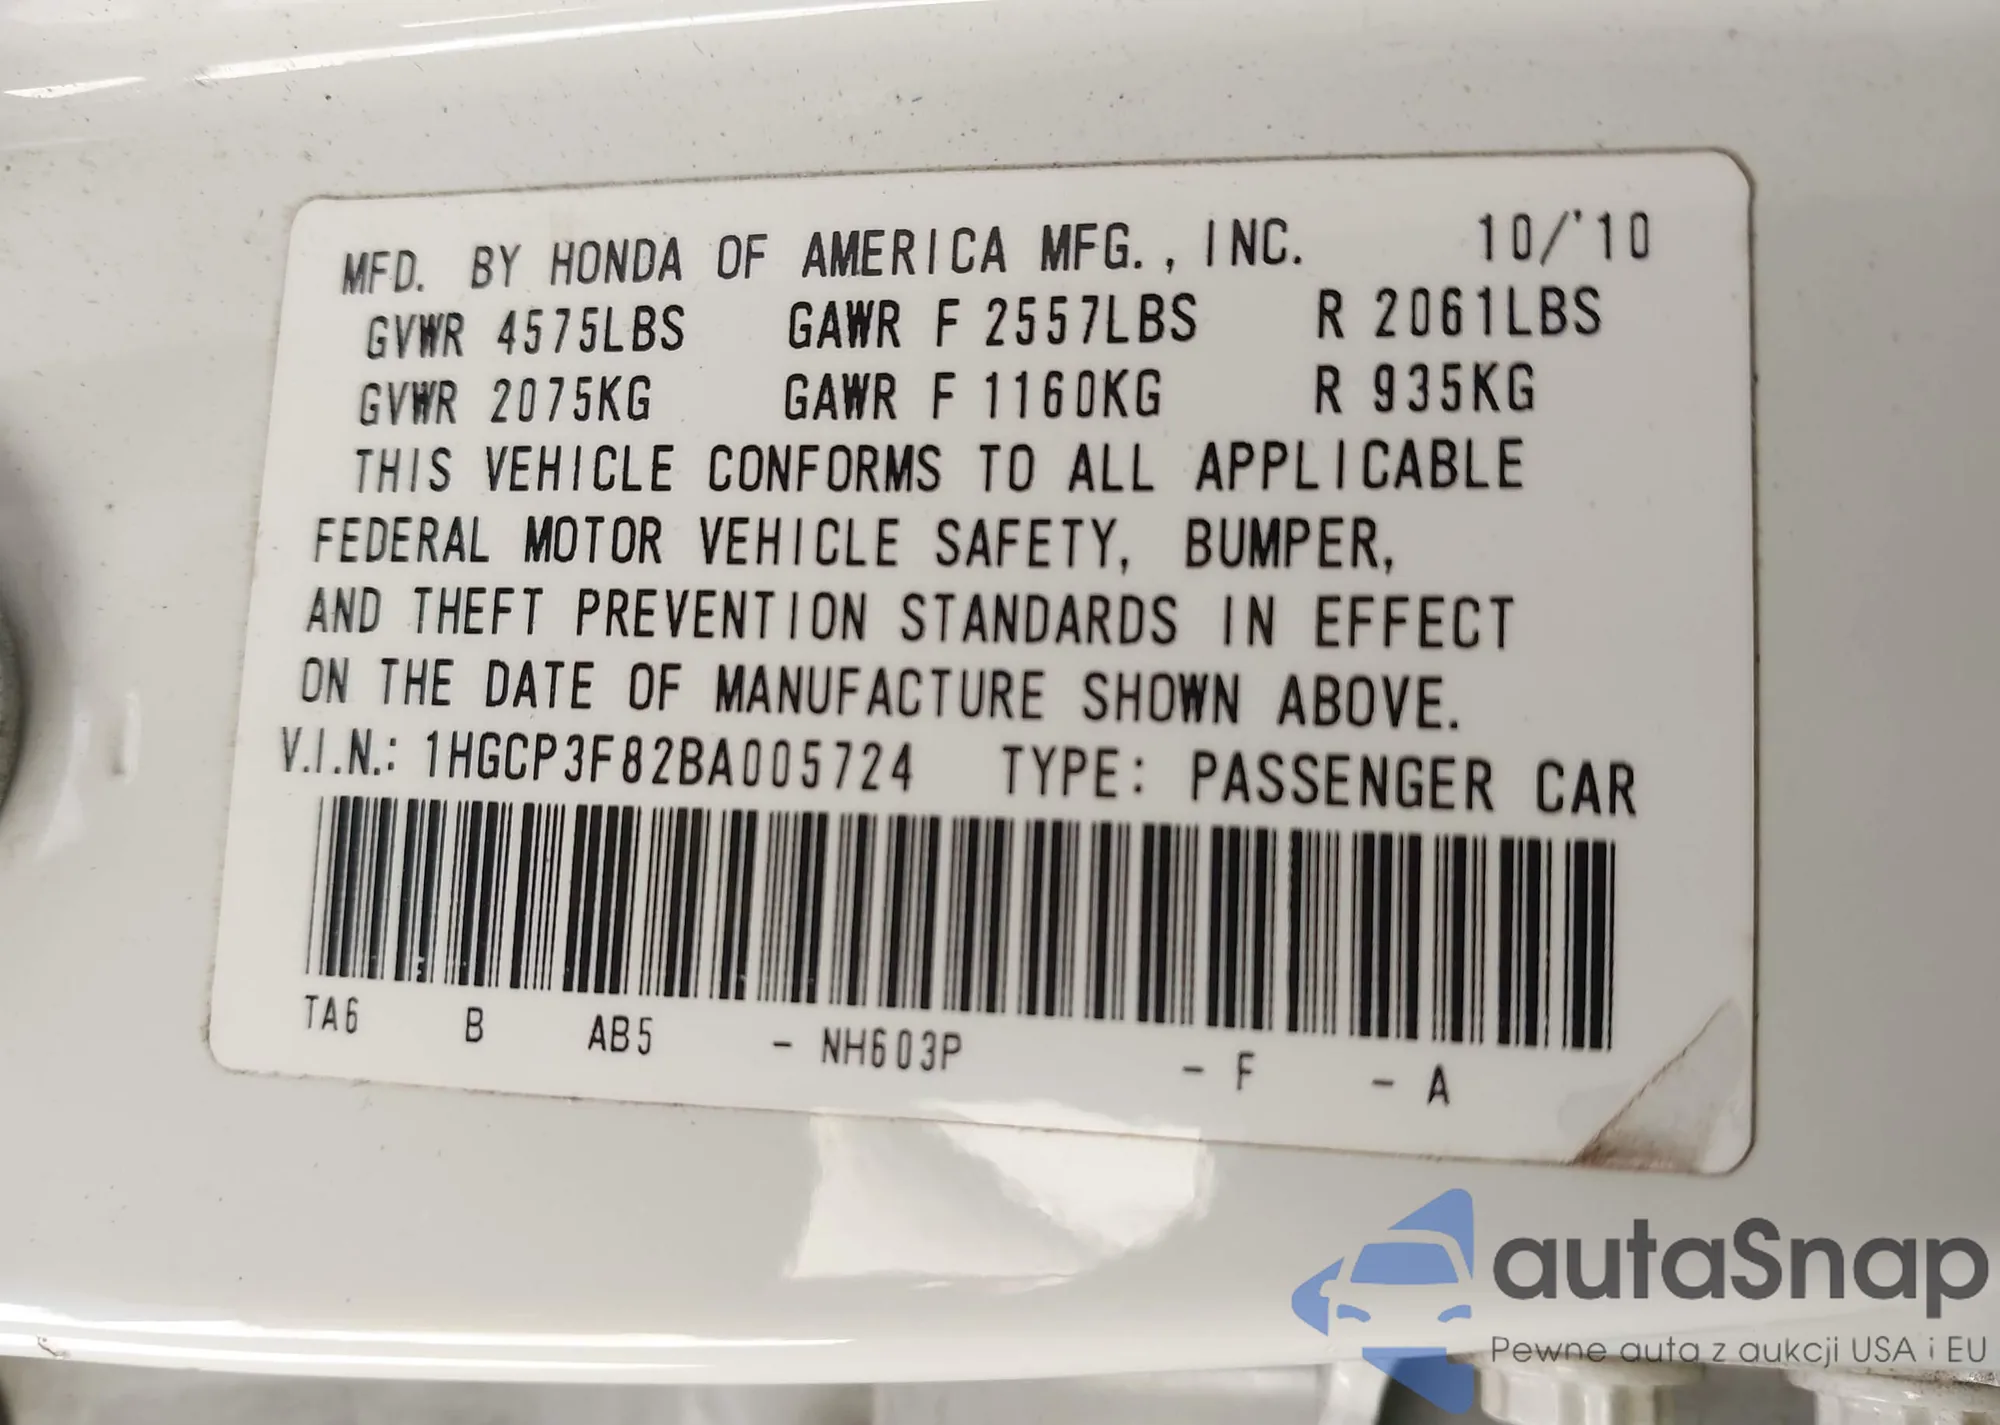 MFD. BY HONDA OF AMERICA MFG., INC. 10/'10
GVWR 4575LBS GAWR F 2557LBS R 2061LBS
GVWR 2075KG GAWR F 1160KG R 935KG
THIS VEHICLE CONFORMS TO ALL APPLICABLE
FEDERAL MOTOR VEHICLE SAFETY, BUMPER,
AND THEFT PREVENTION STANDARDS IN EFFECT
ON THE DATE OF MANUFACTURE SHOWN ABOVE.
V.I.N.: 1HGCP3F82BA005724 TYPE: PASSENGER CAR
TA6 B AB5 - NH603P - F - A
autaSnap
Pewne auta z aukcji USA i EU